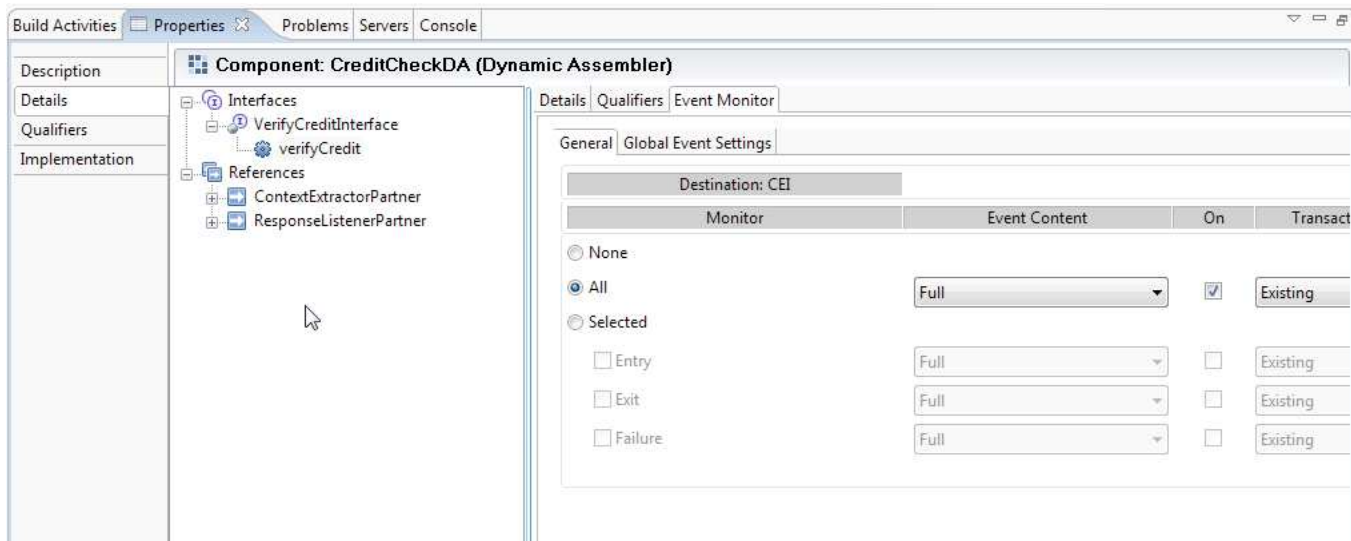 Build Activities Properties Problems Servers Console
Component: CreditCheckDA (Dynamic Assembler)
Description
Details
Qualifiers
Implementation
Interfaces
VerifyCreditInterface
verifyCredit
References
ContextExtractorPartner
ResponseListenerPartner
Details Qualifiers Event Monitor
General Global Event Settings
Destination: CEI
Monitor Event Content On Transact
None
All Full Existing
Selected
Entry Full Existing
Exit Full Existing
Failure Full Existing